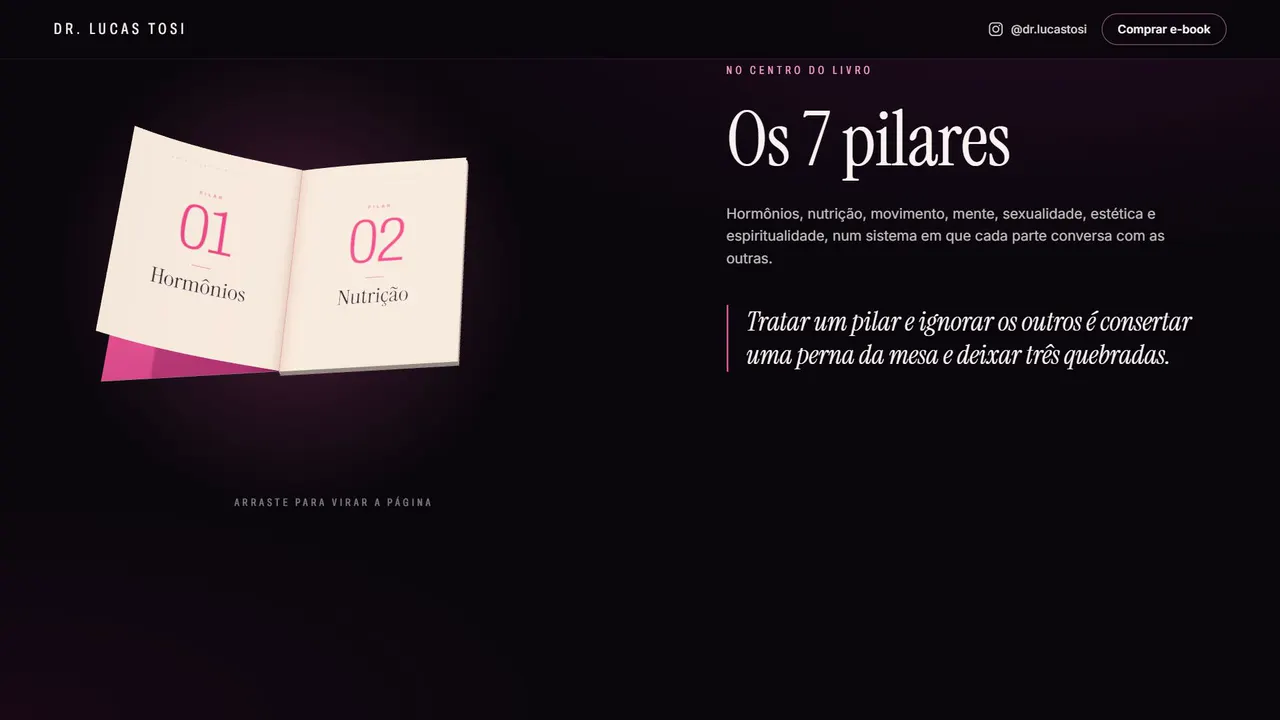 DR. LUCAS TOSI
@dr.lucastosi
Comprar e-book
NO CENTRO DO LIVRO
Os 7 pilares
Hormônios, nutrição, movimento, mente, sexualidade, estética e
espiritualidade, num sistema em que cada parte conversa com as
outras.
Tratar um pilar e ignorar os outros é consertar
uma perna da mesa e deixar três quebradas.
PILAR
01
Hormônios
PILAR
02
Nutrição
ARRASTE PARA VIRAR A PÁGINA